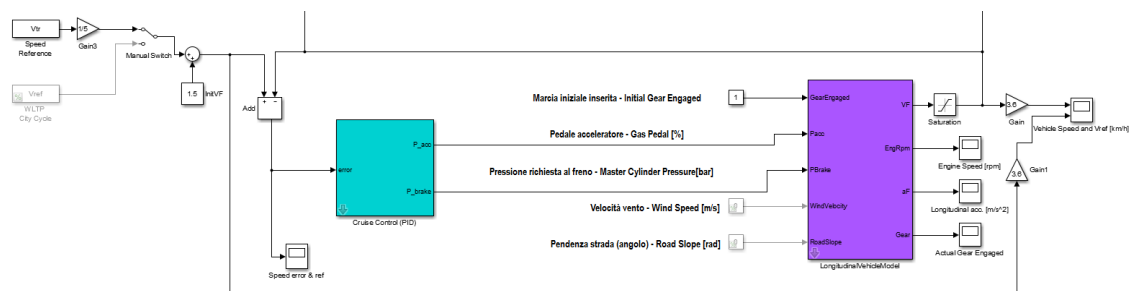 Vtr
Speed
Reference
1/5
Gain3
Manual Switch
Vref
WLTP
City Cycle
1.5
InitVF
Add
Speed error & ref
error
P_acc
P_brake
Cruise Control (PID)
Marcia iniziale inserita - Initial Gear Engaged
1
Pedale acceleratore - Gas Pedal [%]
Pressione richiesta al freno - Master Cylinder Pressure[bar]
Velocità vento - Wind Speed [m/s]
Pendenza strada (angolo) - Road Slope [rad]
GearEngaged
Pacc
PBrake
WindVelocity
RoadSlope
VF
EngRpm
aF
Gear
LongitudinalVehicleModel
Saturation
3.6
Gain
Vehicle Speed and Vref [km/h]
Engine Speed [rpm]
3.6
Gain1
Longitudinal acc. [m/s^2]
Actual Gear Engaged